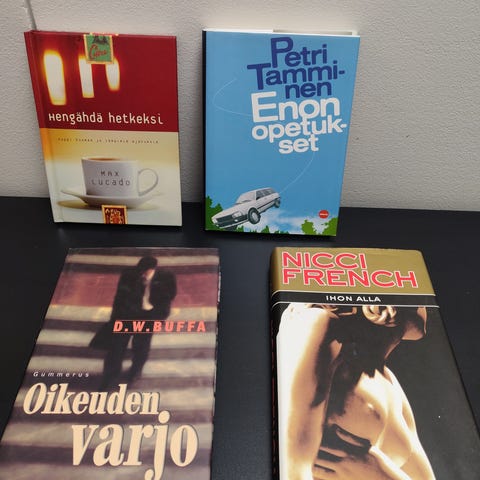 Hengähdä hetkeksi
MAX
LUCADO
Petri
Tammi-
nen
Enon
opetuk-
set
D.W.BUFFA
Gummerus
Oikeuden
varjo
NICCI
FRENCH
IHON ALLA